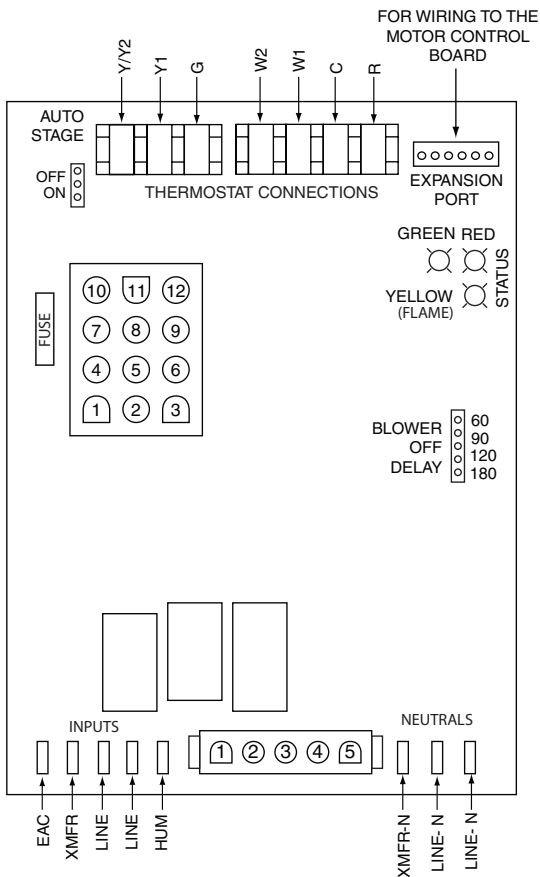 FOR WIRING TO THE
MOTOR CONTROL
BOARD
Y/Y2
Y1
G
W2
W1
C
R
AUTO
STAGE
OFF
ON
THERMOSTAT CONNECTIONS
EXPANSION
PORT
GREEN RED
STATUS
YELLOW
(FLAME)
FUSE
10 11 12
7 8 9
4 5 6
1 2 3
BLOWER
OFF
DELAY
60
90
120
180
INPUTS
1 2 3 4 5
NEUTRALS
EAC
XMFR
LINE
LINE
HUM
XMFR-N
LINE- N
LINE- N